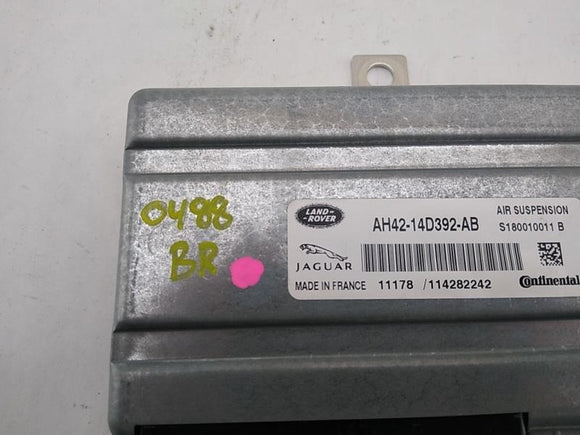 0488
BR
LAND-
ROVER
JAGUAR
MADE IN FRANCE
AH42-14D392-AB
11178 / 114282242
AIR SUSPENSION
S180010011 B
Continental